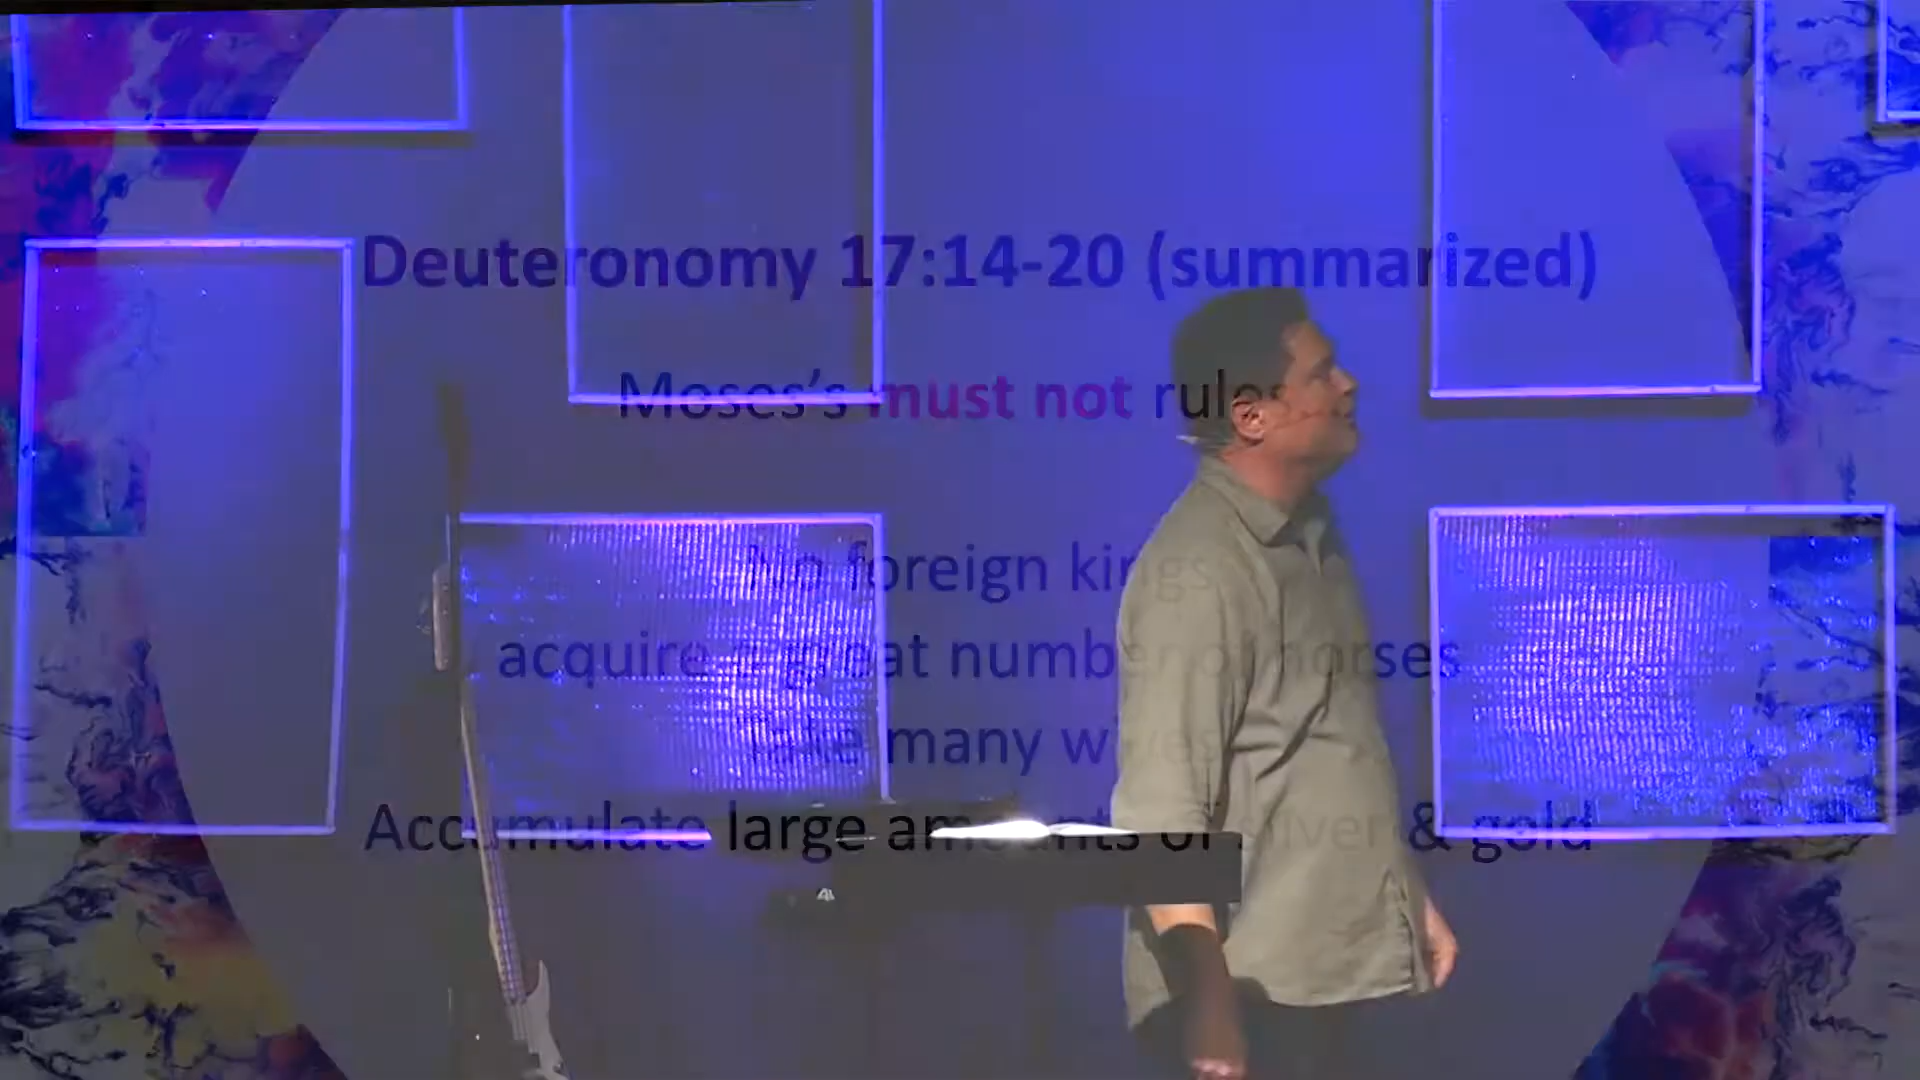 Deuteronomy 17:14-20 (summarized)
Moses's must not rules
No foreign kings
acquire a great number of horses
Take many wives
Accumulate large amounts of silver & gold